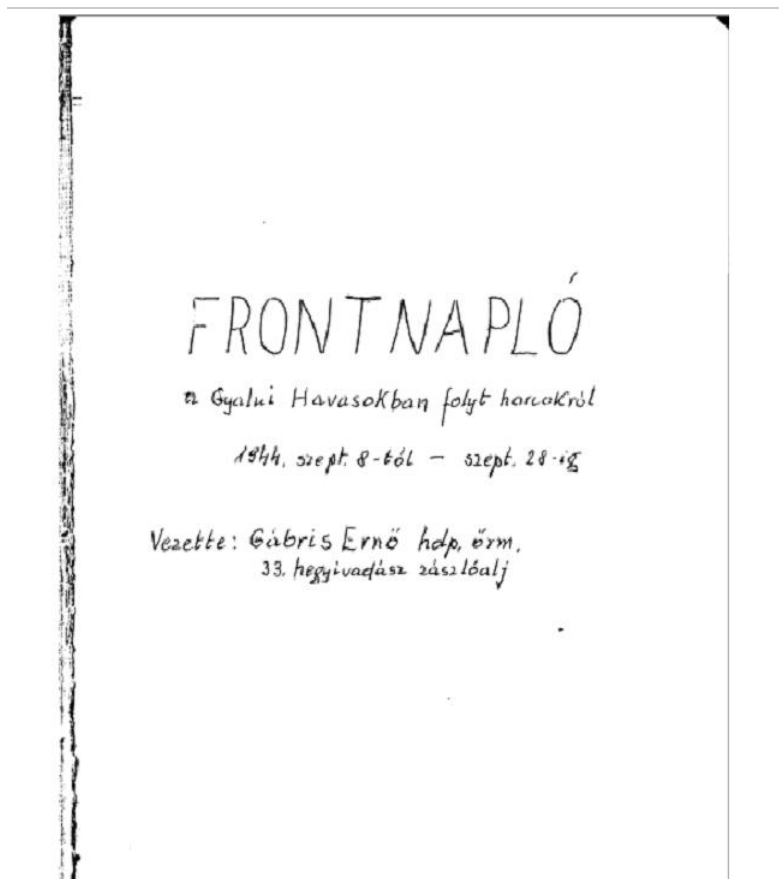 FRONTNAPLÓ
a Gyalui Havasokban folyt harcokról
1944. szept. 8-tól – szept. 28-ig
Vezette: Gábris Ernő hdp. őrm.
33. hegyivadász zászlóalj